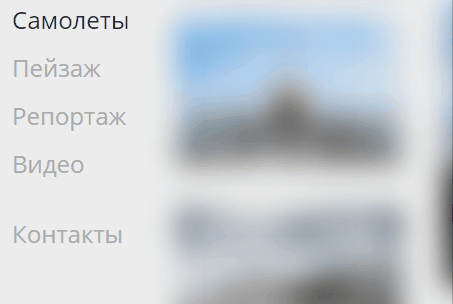 Самолеты
Пейзаж
Репортаж
Видео
Контакты